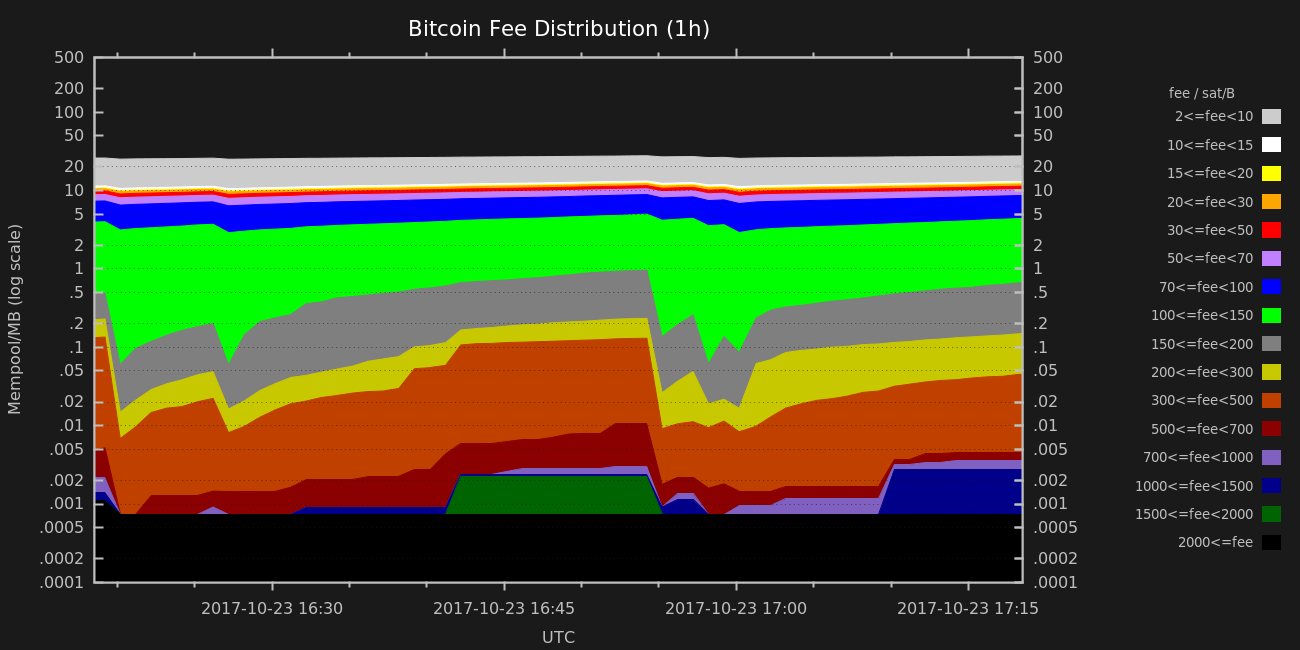 Bitcoin Fee Distribution (1h)
500 500
200 200
100 100
50 50
20 20
10 10
5 5
2 2
1 1
.5 .5
.2 .2
.1 .1
.05 .05
.02 .02
.01 .01
.005 .005
.002 .002
.001 .001
.0005 .0005
.0002 .0002
.0001 .0001
Mempool/MB (log scale)
2017-10-23 16:30 2017-10-23 16:45 2017-10-23 17:00 2017-10-23 17:15
UTC
fee / sat/B
2<=fee<10
10<=fee<15
15<=fee<20
20<=fee<30
30<=fee<50
50<=fee<70
70<=fee<100
100<=fee<150
150<=fee<200
200<=fee<300
300<=fee<500
500<=fee<700
700<=fee<1000
1000<=fee<1500
1500<=fee<2000
2000<=fee